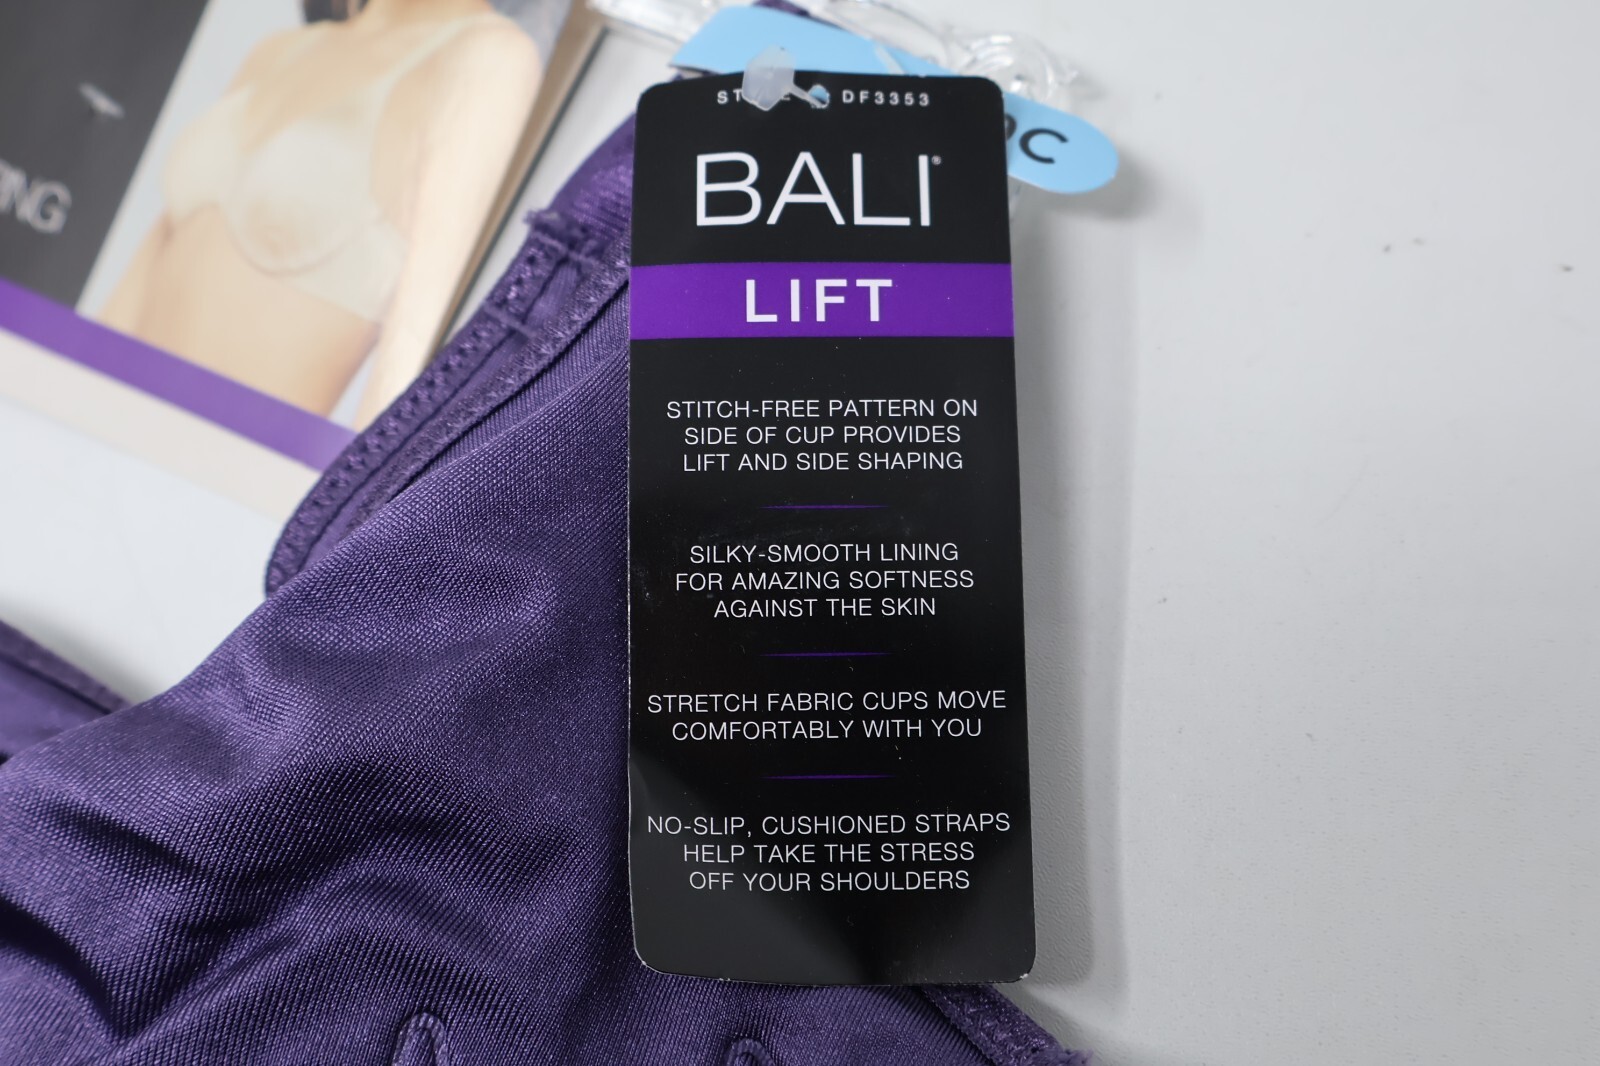 DF3353
BALI®
LIFT
STITCH-FREE PATTERN ON
SIDE OF CUP PROVIDES
LIFT AND SIDE SHAPING
SILKY-SMOOTH LINING
FOR AMAZING SOFTNESS
AGAINST THE SKIN
STRETCH FABRIC CUPS MOVE
COMFORTABLY WITH YOU
NO-SLIP, CUSHIONED STRAPS
HELP TAKE THE STRESS
OFF YOUR SHOULDERS